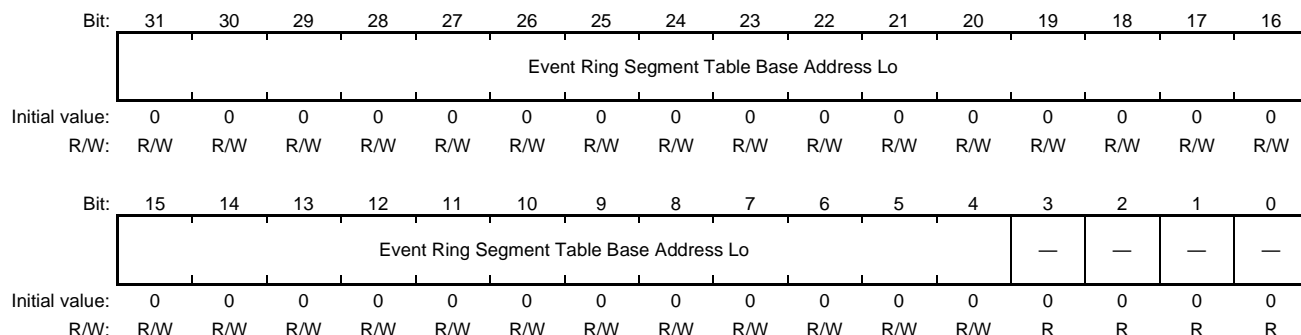 Bit: 31 30 29 28 27 26 25 24 23 22 21 20 19 18 17 16
Event Ring Segment Table Base Address Lo
Initial value: 0 0 0 0 0 0 0 0 0 0 0 0 0 0 0 0
R/W: R/W R/W R/W R/W R/W R/W R/W R/W R/W R/W R/W R/W R/W R/W R/W R/W
Bit: 15 14 13 12 11 10 9 8 7 6 5 4 3 2 1 0
Event Ring Segment Table Base Address Lo — — — —
Initial value: 0 0 0 0 0 0 0 0 0 0 0 0 0 0 0 0
R/W: R/W R/W R/W R/W R/W R/W R/W R/W R/W R/W R/W R/W R R R R